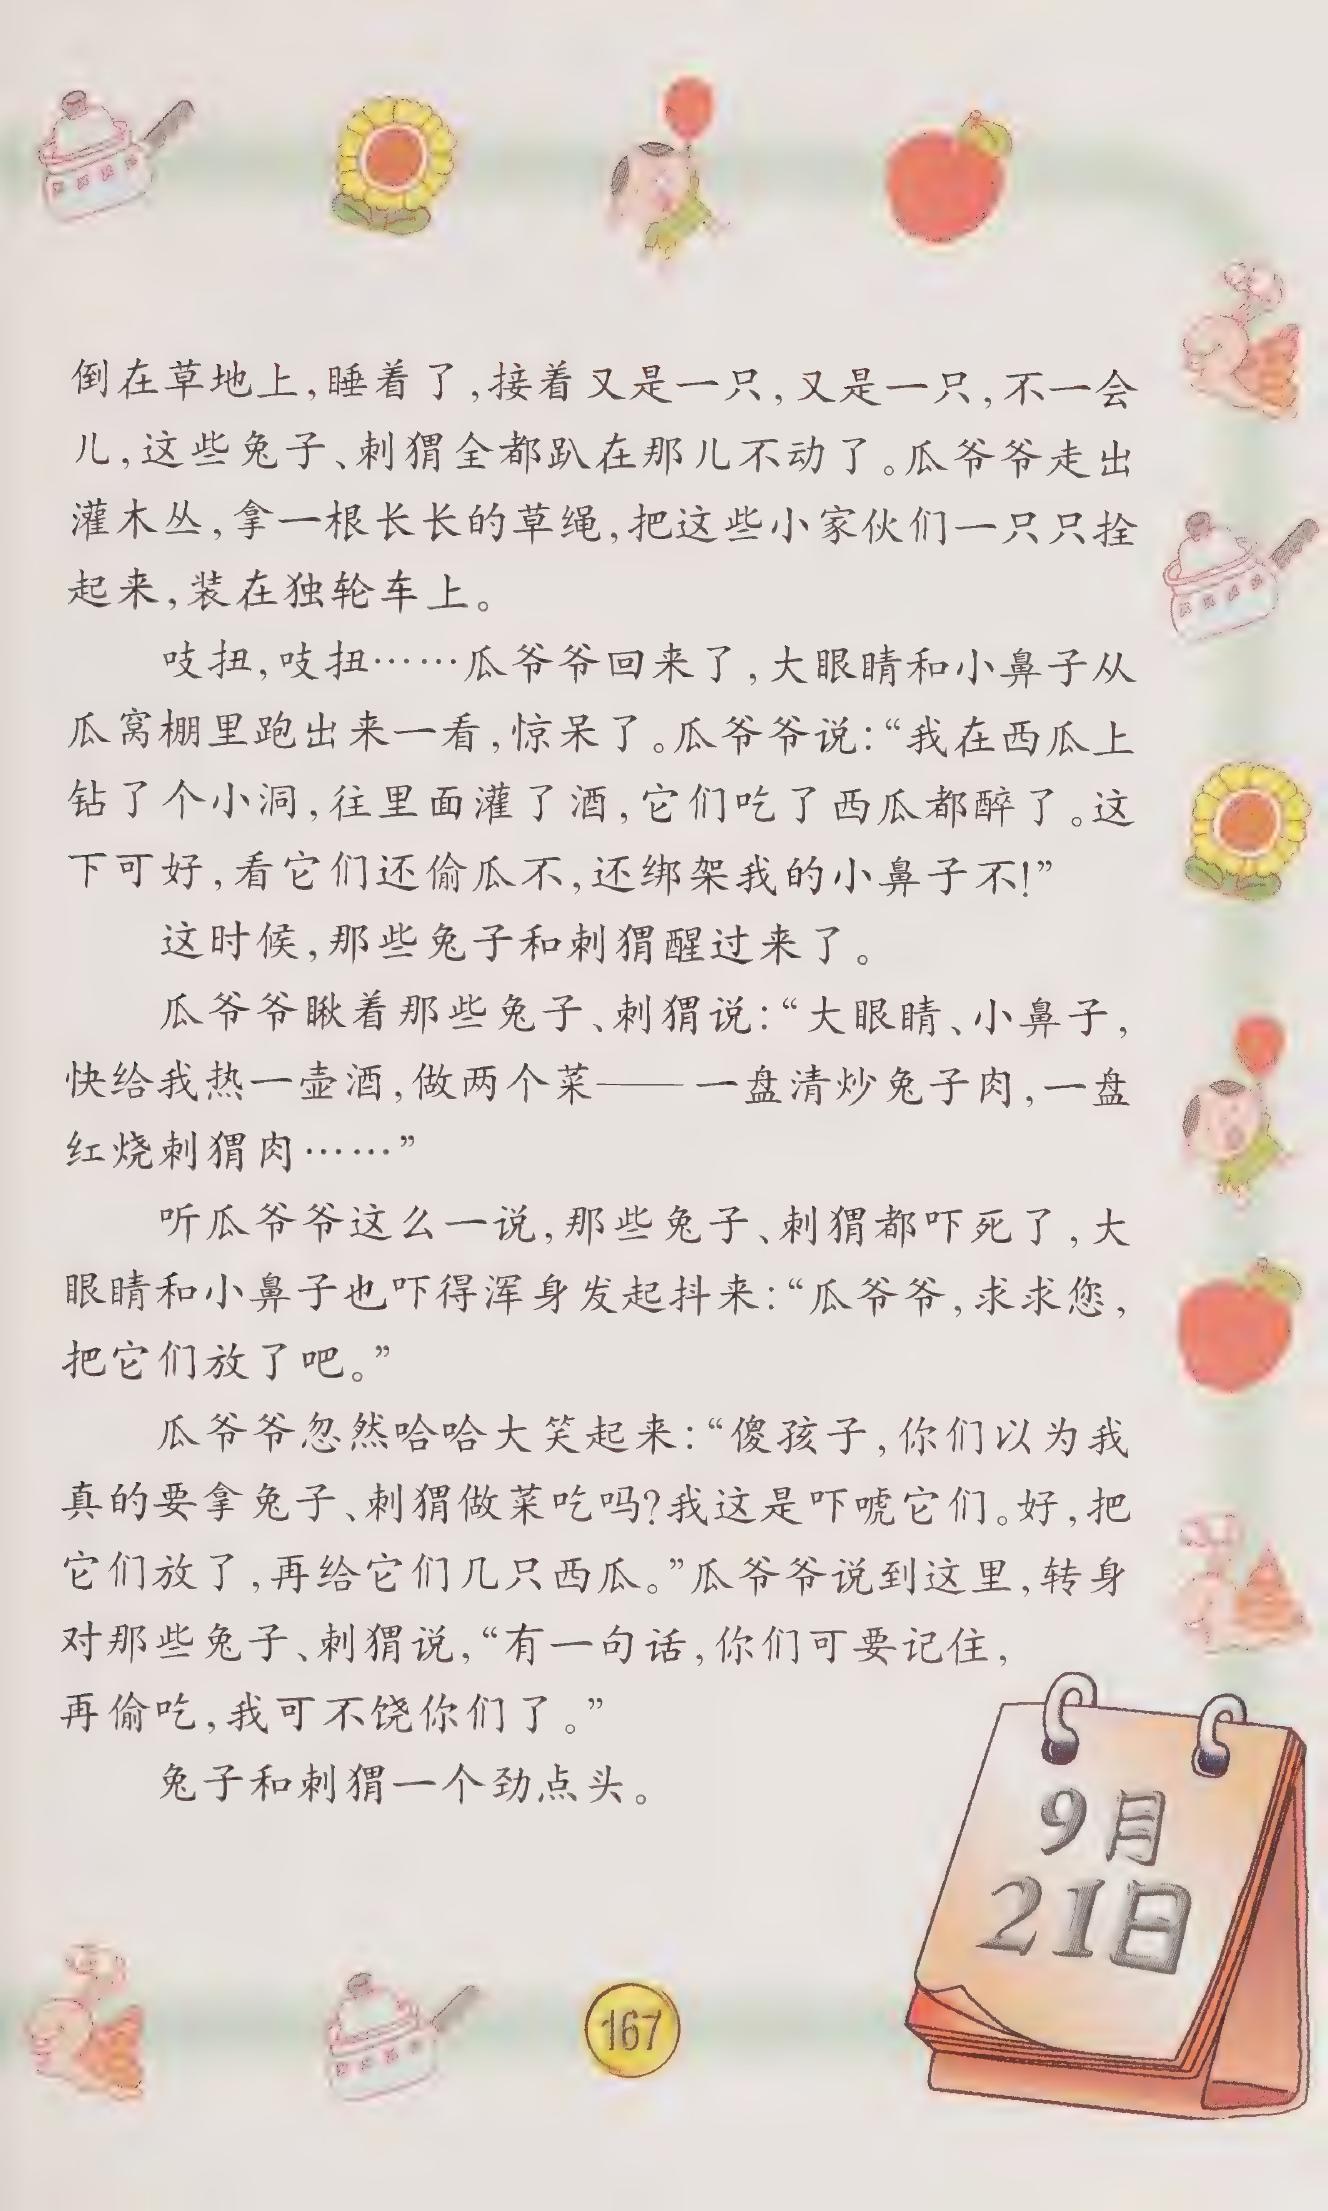 倒在草地上,睡着了,接着又是一只,又是一只,不一会
儿,这些兔子、刺猬全都趴在那儿不动了。瓜爷爷走出
灌木丛,拿一根长长的草绳,把这些小家伙们一只只拴
起来,装在独轮车上。
吱扭,吱扭……瓜爷爷回来了,大眼睛和小鼻子从
瓜窝棚里跑出来一看,惊呆了。瓜爷爷说:“我在西瓜上
钻了个小洞,往里面灌了酒,它们吃了西瓜都醉了。这
下可好,看它们还偷瓜不,还绑架我的小鼻子不!”
这时候,那些兔子和刺猬醒过来了。
瓜爷爷瞅着那些兔子、刺猬说:“大眼睛、小鼻子,
快给我热一壶酒,做两个菜——一盘清炒兔子肉,一盘
红烧刺猬肉……”
听瓜爷爷这么一说,那些兔子、刺猬都吓死了,大
眼睛和小鼻子也吓得浑身发起抖来:“瓜爷爷,求求您,
把它们放了吧。”
瓜爷爷忽然哈哈大笑起来:“傻孩子,你们以为我
真的要拿兔子、刺猬做菜吃吗?我这是吓唬它们。好,把
它们放了,再给它们几只西瓜。”瓜爷爷说到这里,转身
对那些兔子、刺猬说,“有一句话,你们可要记住,
再偷吃,我可不饶你们了。”
兔子和刺猬一个劲点头。
9月
21日
167